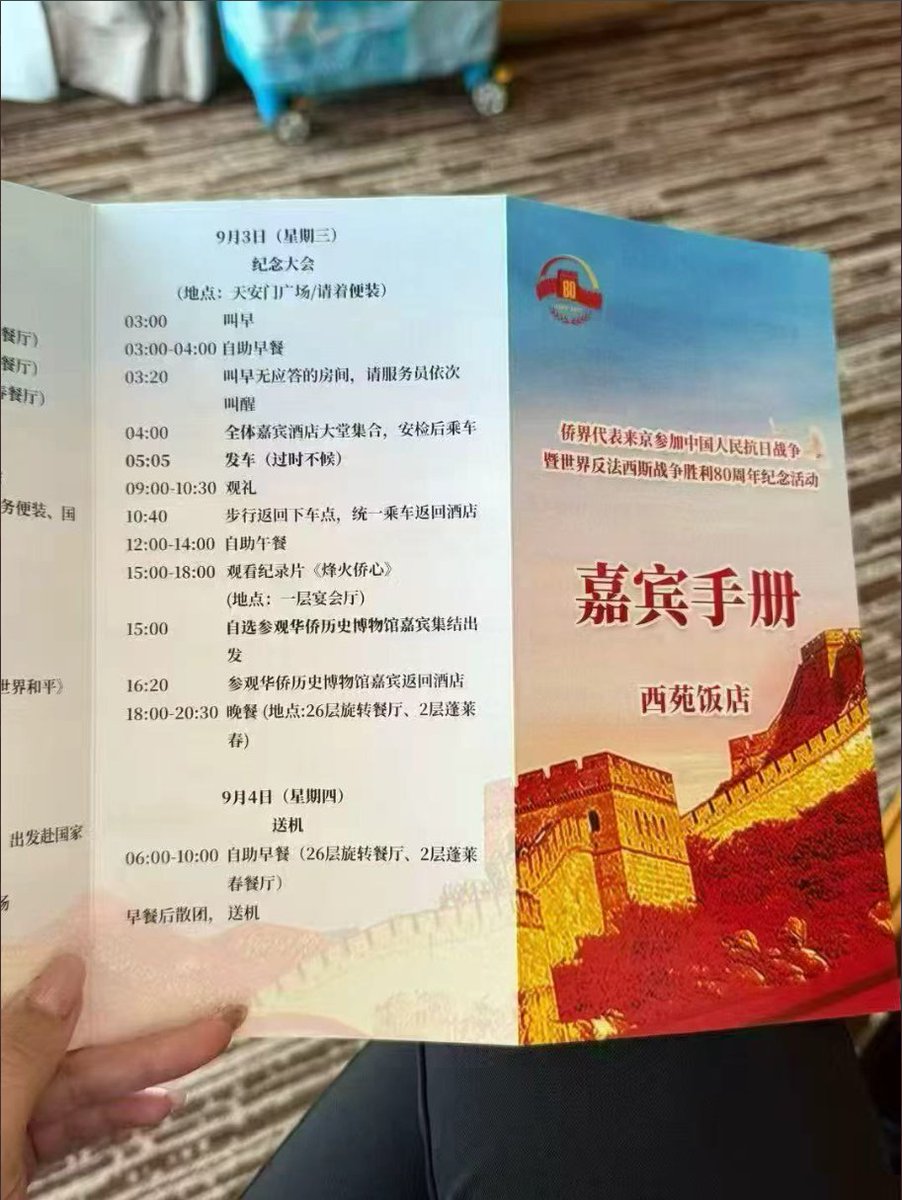 餐厅)
餐厅)
春餐厅)
务便装、国
世界和平》
出发赴国家
场
9月3日（星期三）
纪念大会
（地点：天安门广场/请着便装）
03:00 叫早
03:00-04:00 自助早餐
03:20 叫早无应答的房间，请服务员依次
叫醒
04:00 全体嘉宾酒店大堂集合，安检后乘车
05:05 发车（过时不候）
09:00-10:30 观礼
10:40 步行返回下车点，统一乘车返回酒店
12:00-14:00 自助午餐
15:00-18:00 观看纪录片《烽火侨心》
(地点：一层宴会厅)
15:00 自选参观华侨历史博物馆嘉宾集结出
发
16:20 参观华侨历史博物馆嘉宾返回酒店
18:00-20:30 晚餐 (地点:26层旋转餐厅、2层蓬莱
春)
9月4日（星期四）
送机
06:00-10:00 自助早餐（26层旋转餐厅、2层蓬莱
春餐厅）
早餐后散团，送机
80
侨界代表来京参加中国人民抗日战争
暨世界反法西斯战争胜利80周年纪念活动
嘉宾手册
西苑饭店